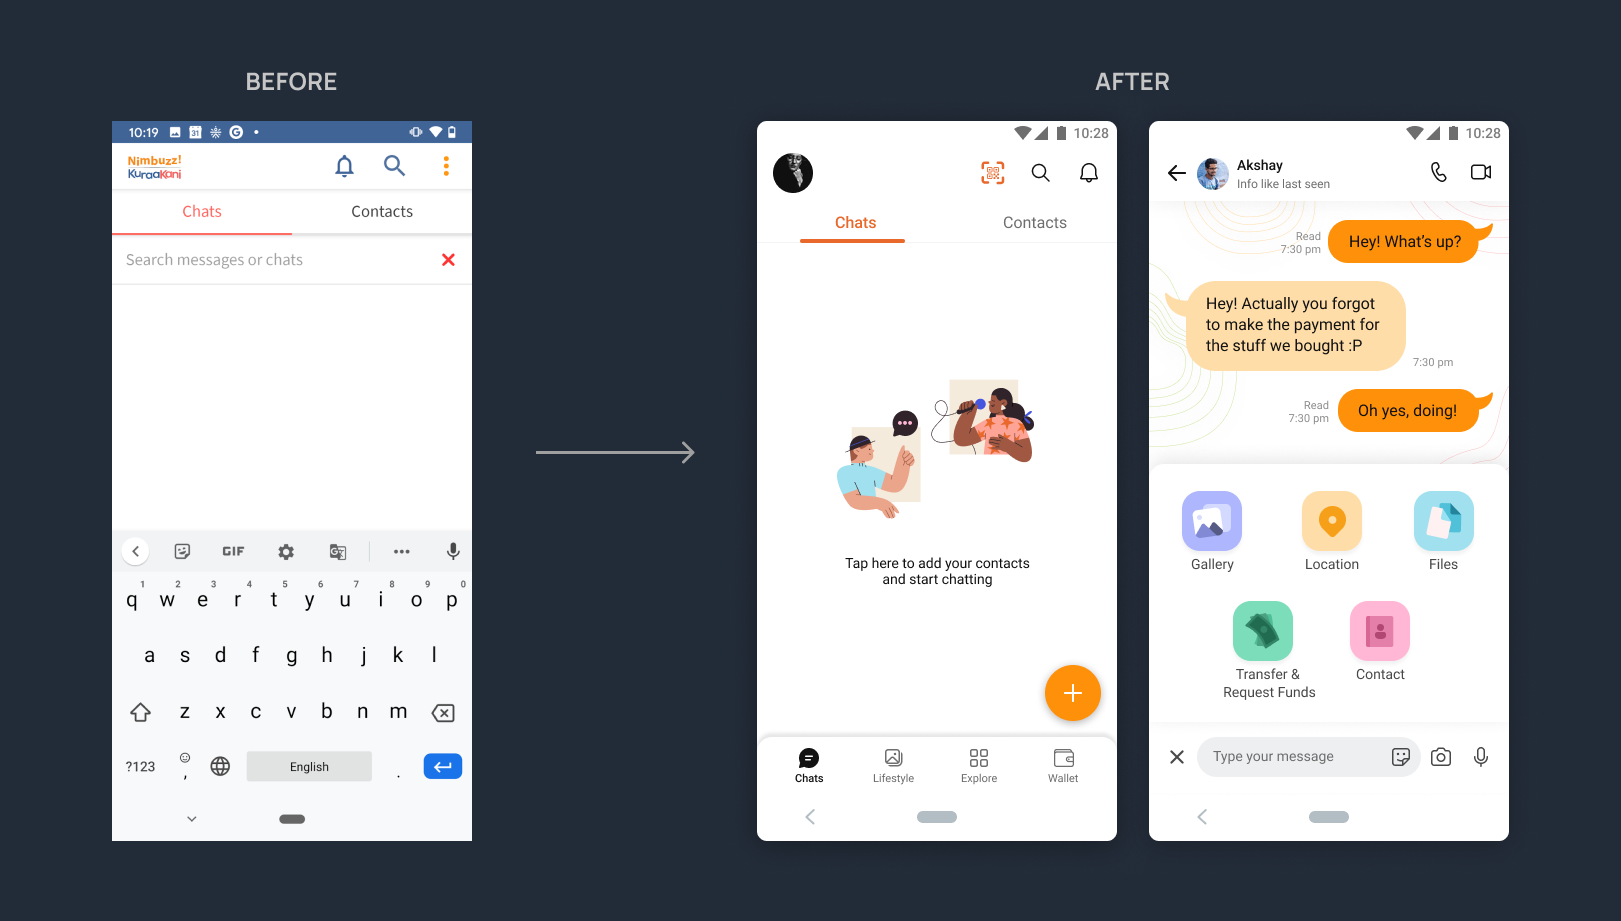 BEFORE
AFTER
10:19
31
G
Nimbuzz!
KuraaKani
Chats
Contacts
Search messages or chats
GIF
G
1 2 3 4 5 6 7 8 9 0
q w e r t y u i o p
a s d f g h j k l
z x c v b n m
?123
,
English
.
10:28
Chats
Contacts
Tap here to add your contacts
and start chatting
Chats
Lifestyle
Explore
Wallet
10:28
Akshay
Info like last seen
Read
7:30 pm
Hey! What’s up?
Hey! Actually you forgot
to make the payment for
the stuff we bought :P
7:30 pm
Read
7:30 pm
Oh yes, doing!
Gallery
Location
Files
Transfer &
Request Funds
Contact
Type your message